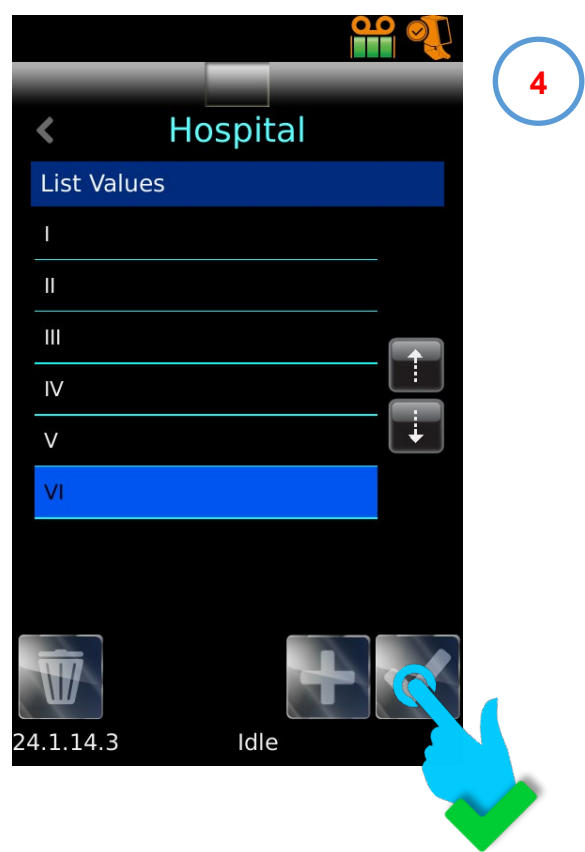 4
Hospital
List Values
I
II
III
IV
V
VI
24.1.14.3 Idle